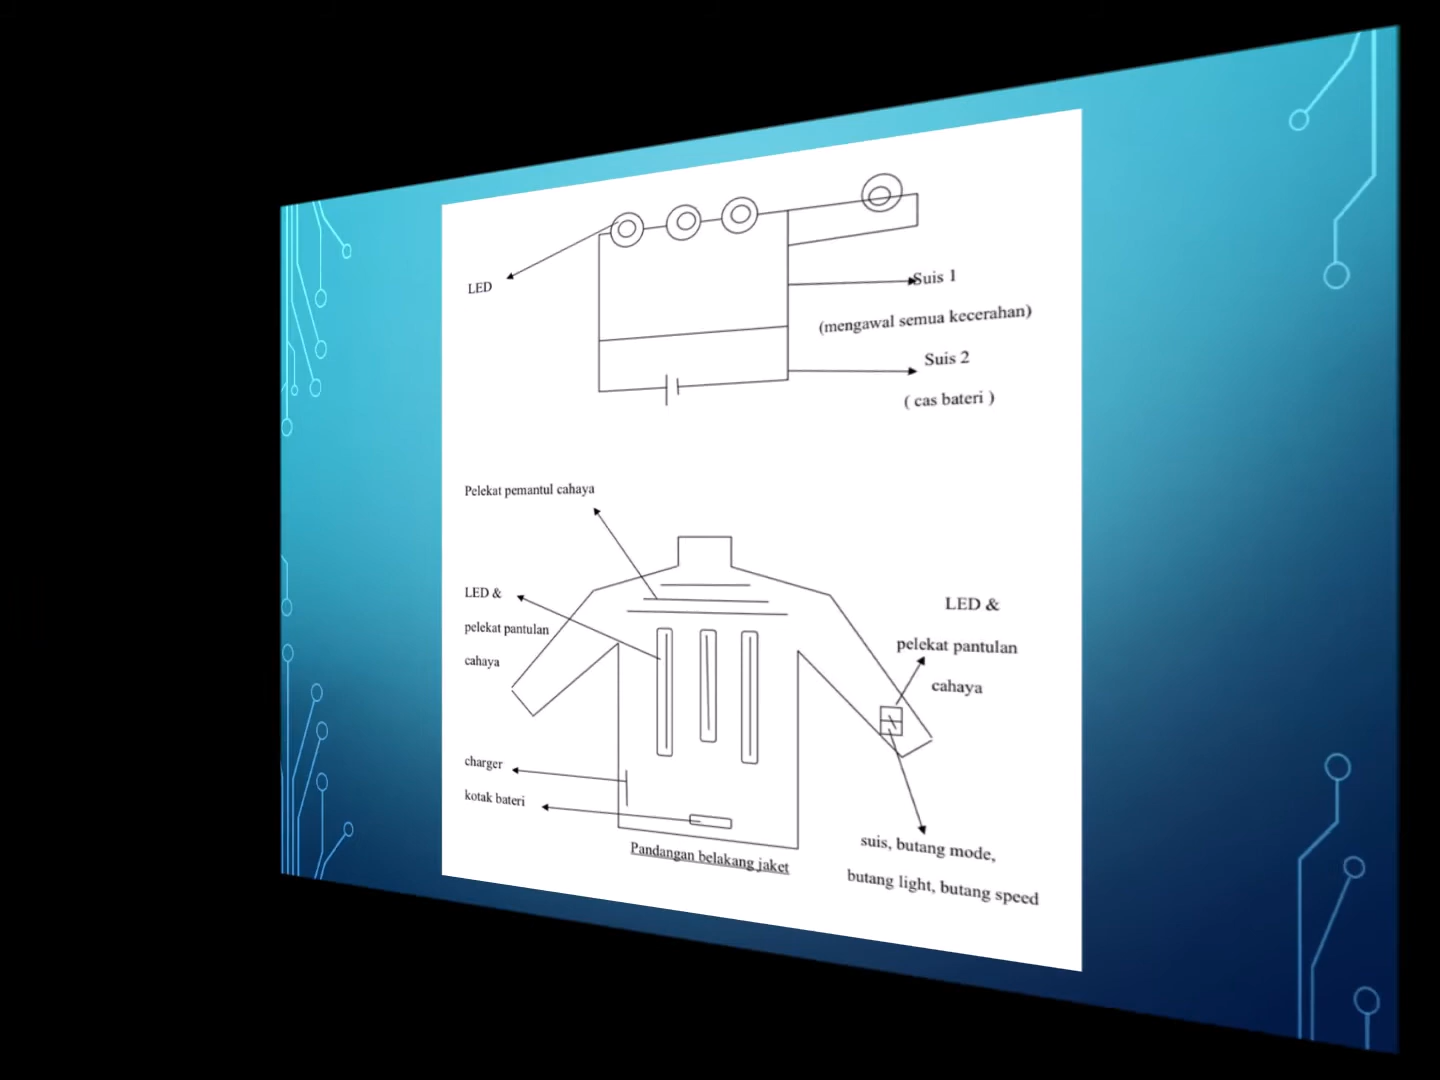 LED
Suis 1
(mengawal semua kecerahan)
Suis 2
( cas bateri )
Pelekat pemantul cahaya
LED &
pelekat pantulan
cahaya
LED &
pelekat pantulan
cahaya
charger
kotak bateri
Pandangan belakang jaket
suis, butang mode,
butang light, butang speed